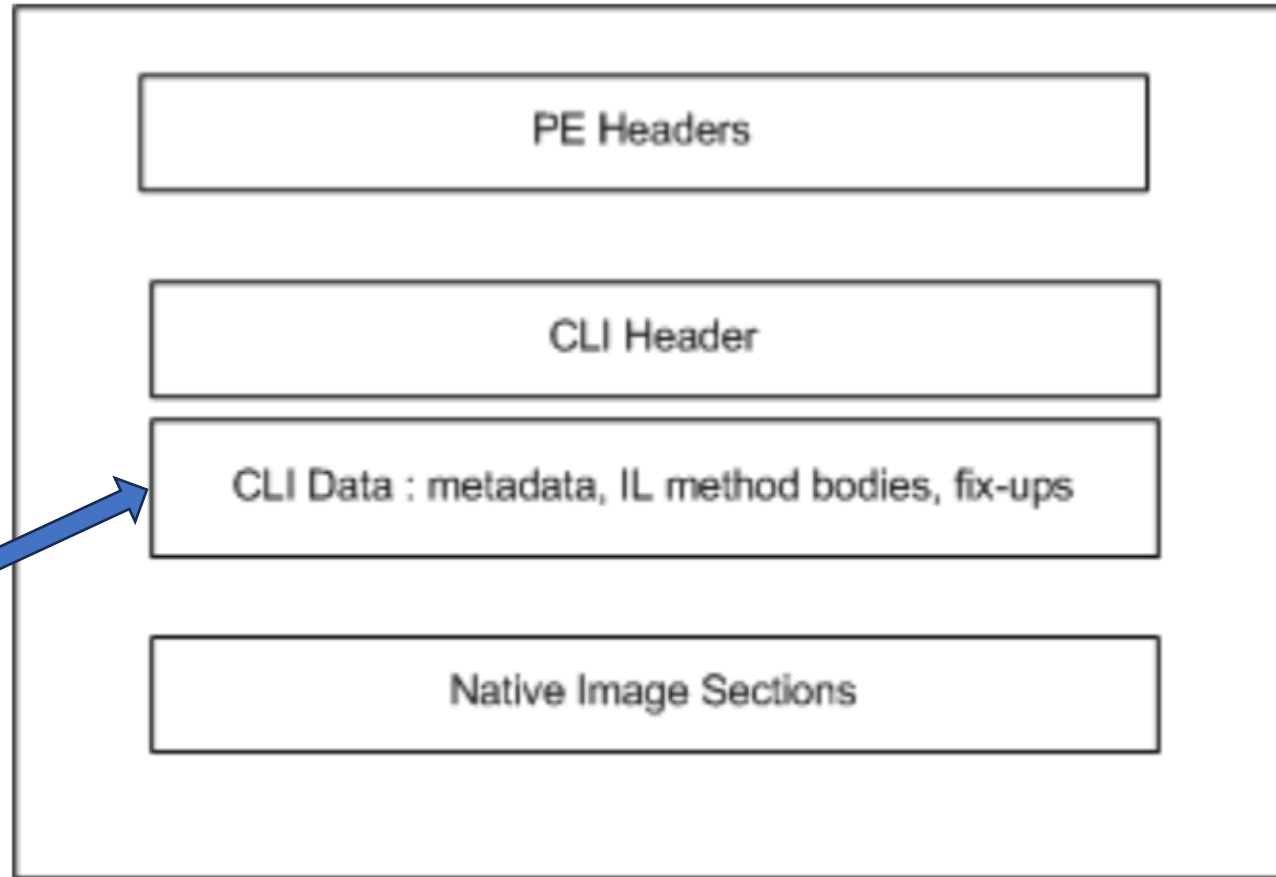 PE Headers
CLI Header
CLI Data : metadata, IL method bodies, fix-ups
Native Image Sections